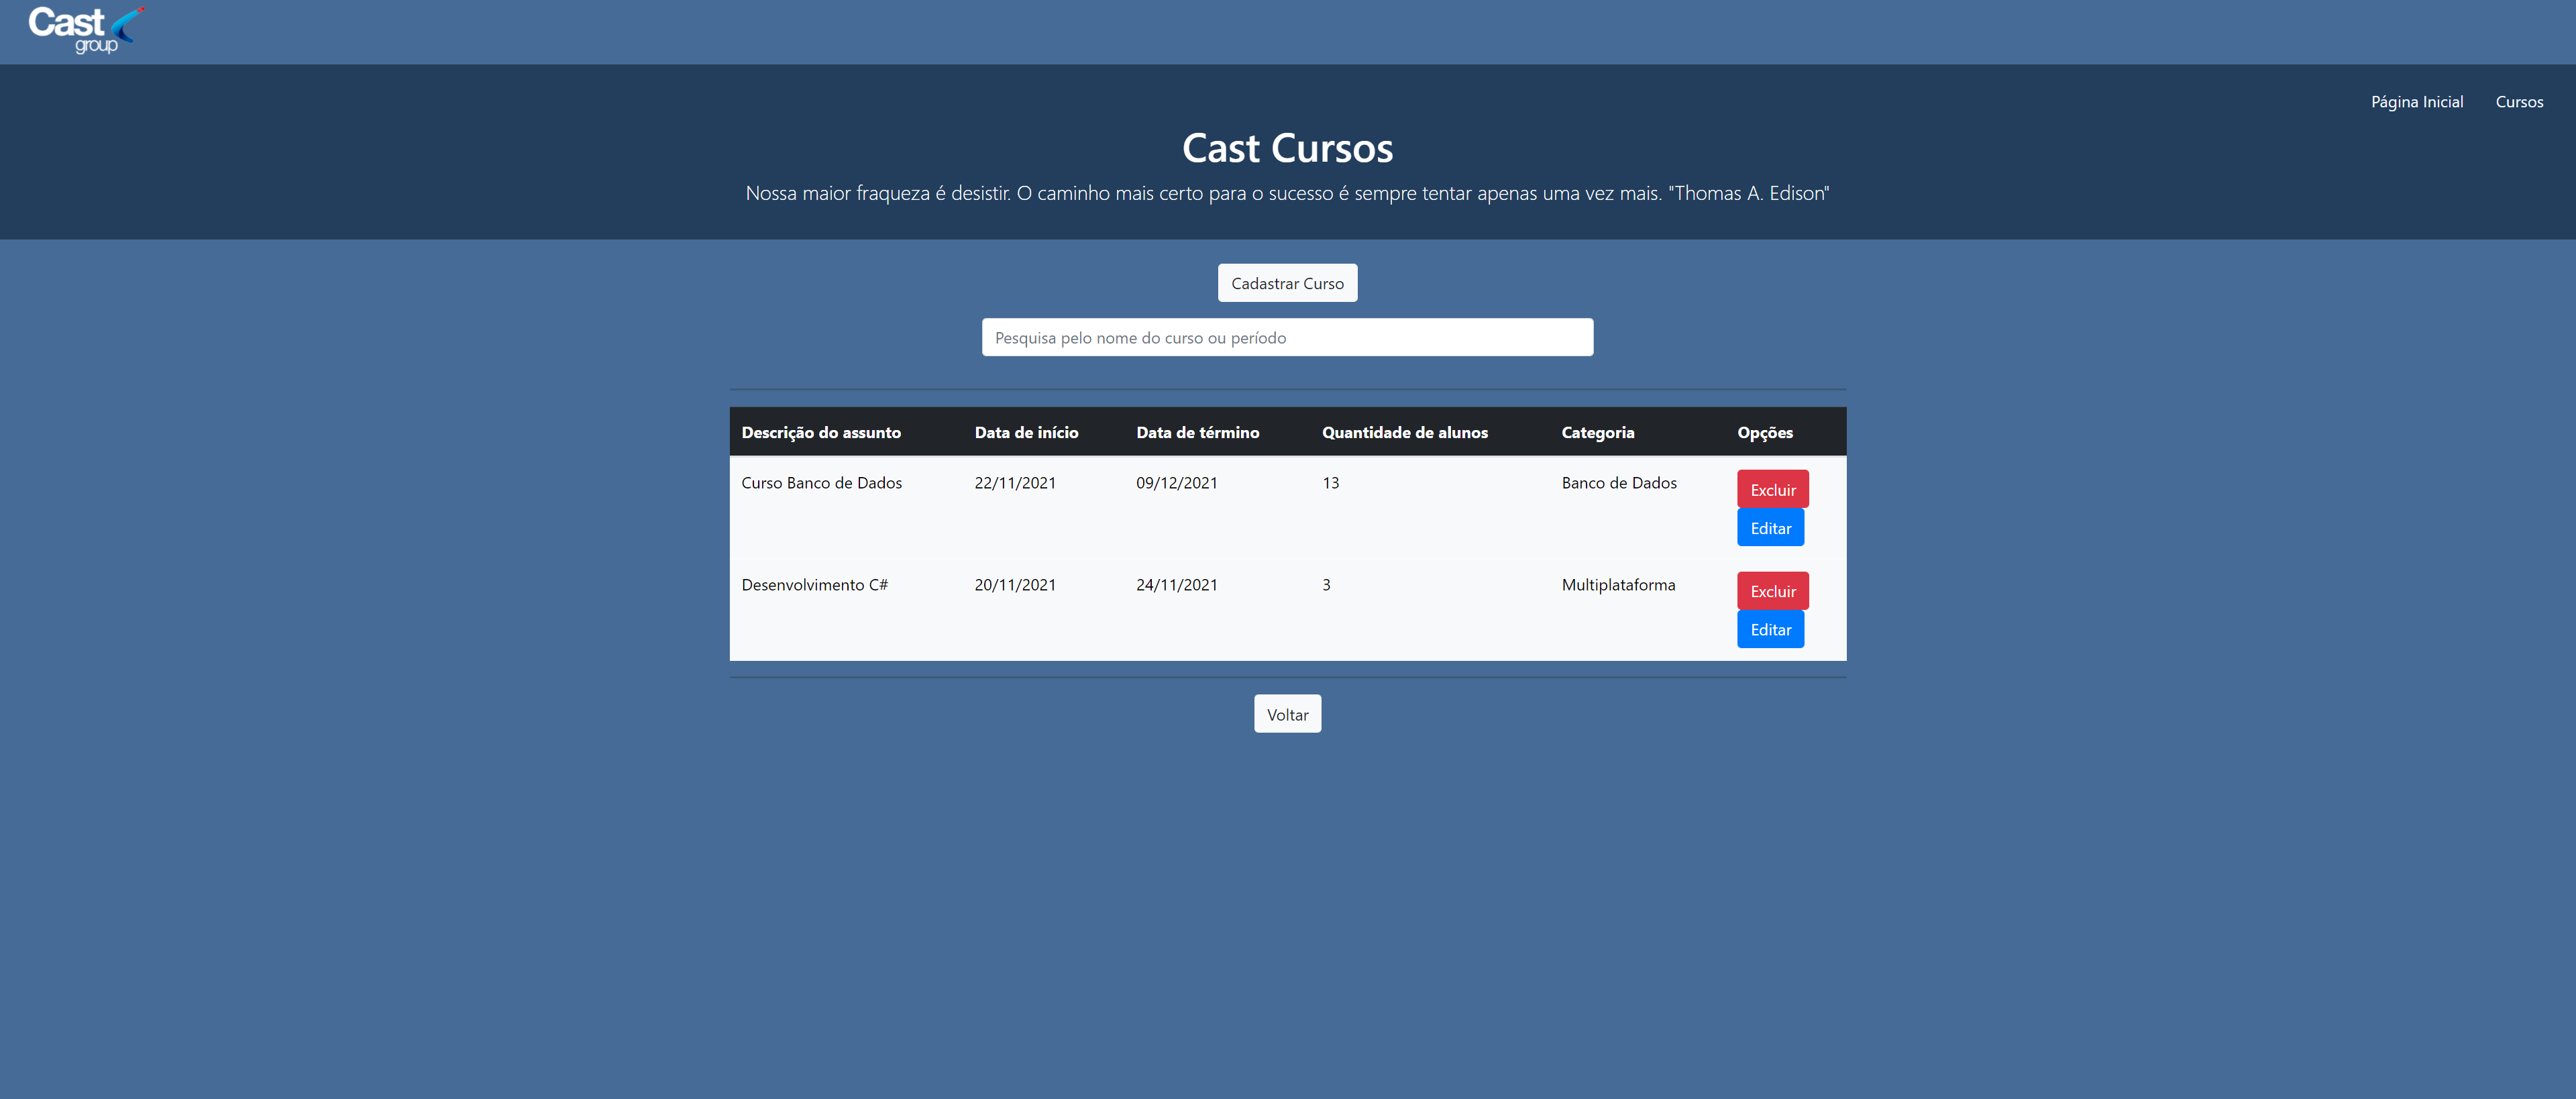 Cast
group
Página Inicial Cursos
Cast Cursos
Nossa maior fraqueza é desistir. O caminho mais certo para o sucesso é sempre tentar apenas uma vez mais. "Thomas A. Edison"
Cadastrar Curso
Pesquisa pelo nome do curso ou período
Descrição do assunto Data de início Data de término Quantidade de alunos Categoria Opções
Curso Banco de Dados 22/11/2021 09/12/2021 13 Banco de Dados Excluir
Editar
Desenvolvimento C# 20/11/2021 24/11/2021 3 Multiplataforma Excluir
Editar
Voltar